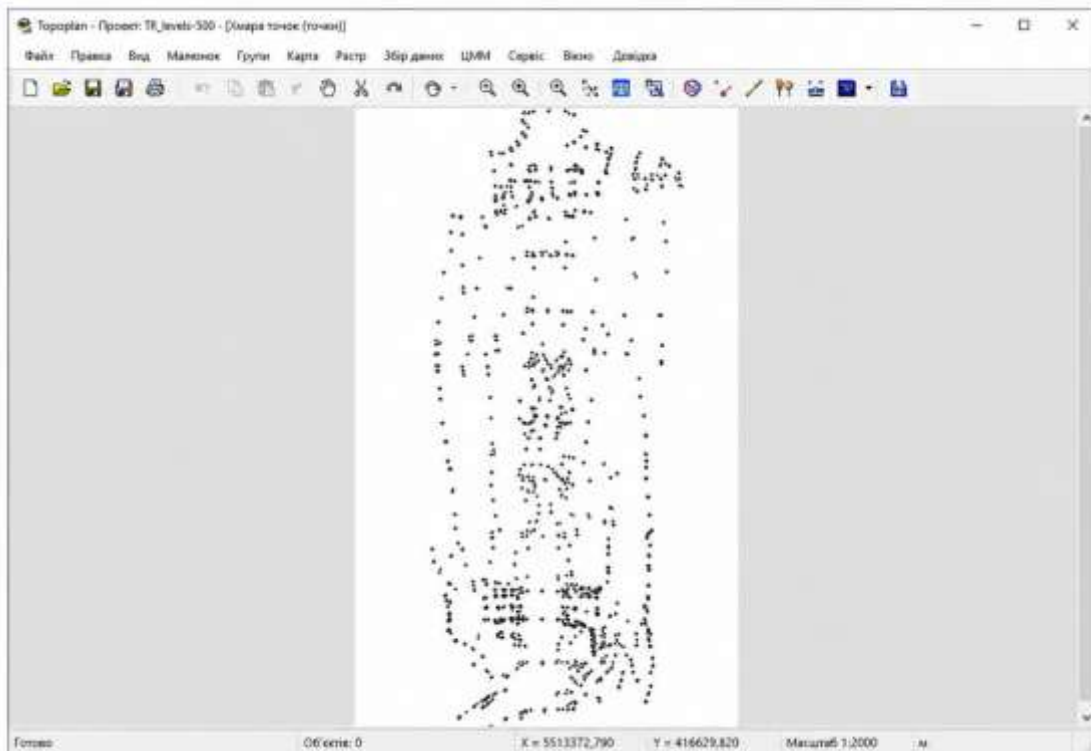 Topoplan - Проект: TR_levels-500 - [Хмара точок (точки)]
Файл Правка Вид Малюнок Групи Карта Растр Збір даних ЦММ Сервіс Вікно Довідка
Готово Об'єктів: 0 X = 5513372,790 Y = 416629,820 Масштаб 1:2000 м